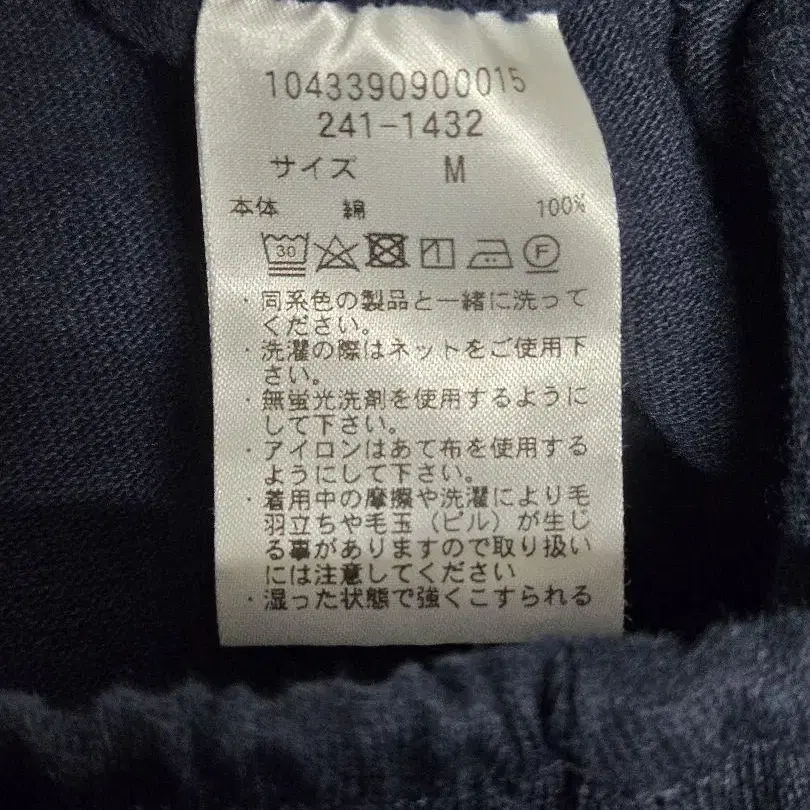 1043390900015
241-1432
サイズ M
本体 綿 100%
30 F
・同系色の製品と一緒に洗って
ください。
・洗濯の際はネットをご使用下
さい。
・無蛍光洗剤を使用するように
して下さい。
・アイロンはあて布を使用する
ようにして下さい。
・着用中の摩擦や洗濯により毛
羽立ちや毛玉(ピル)が生じ
る事がありますので取り扱い
には注意してください
・湿った状態で強くこすられる